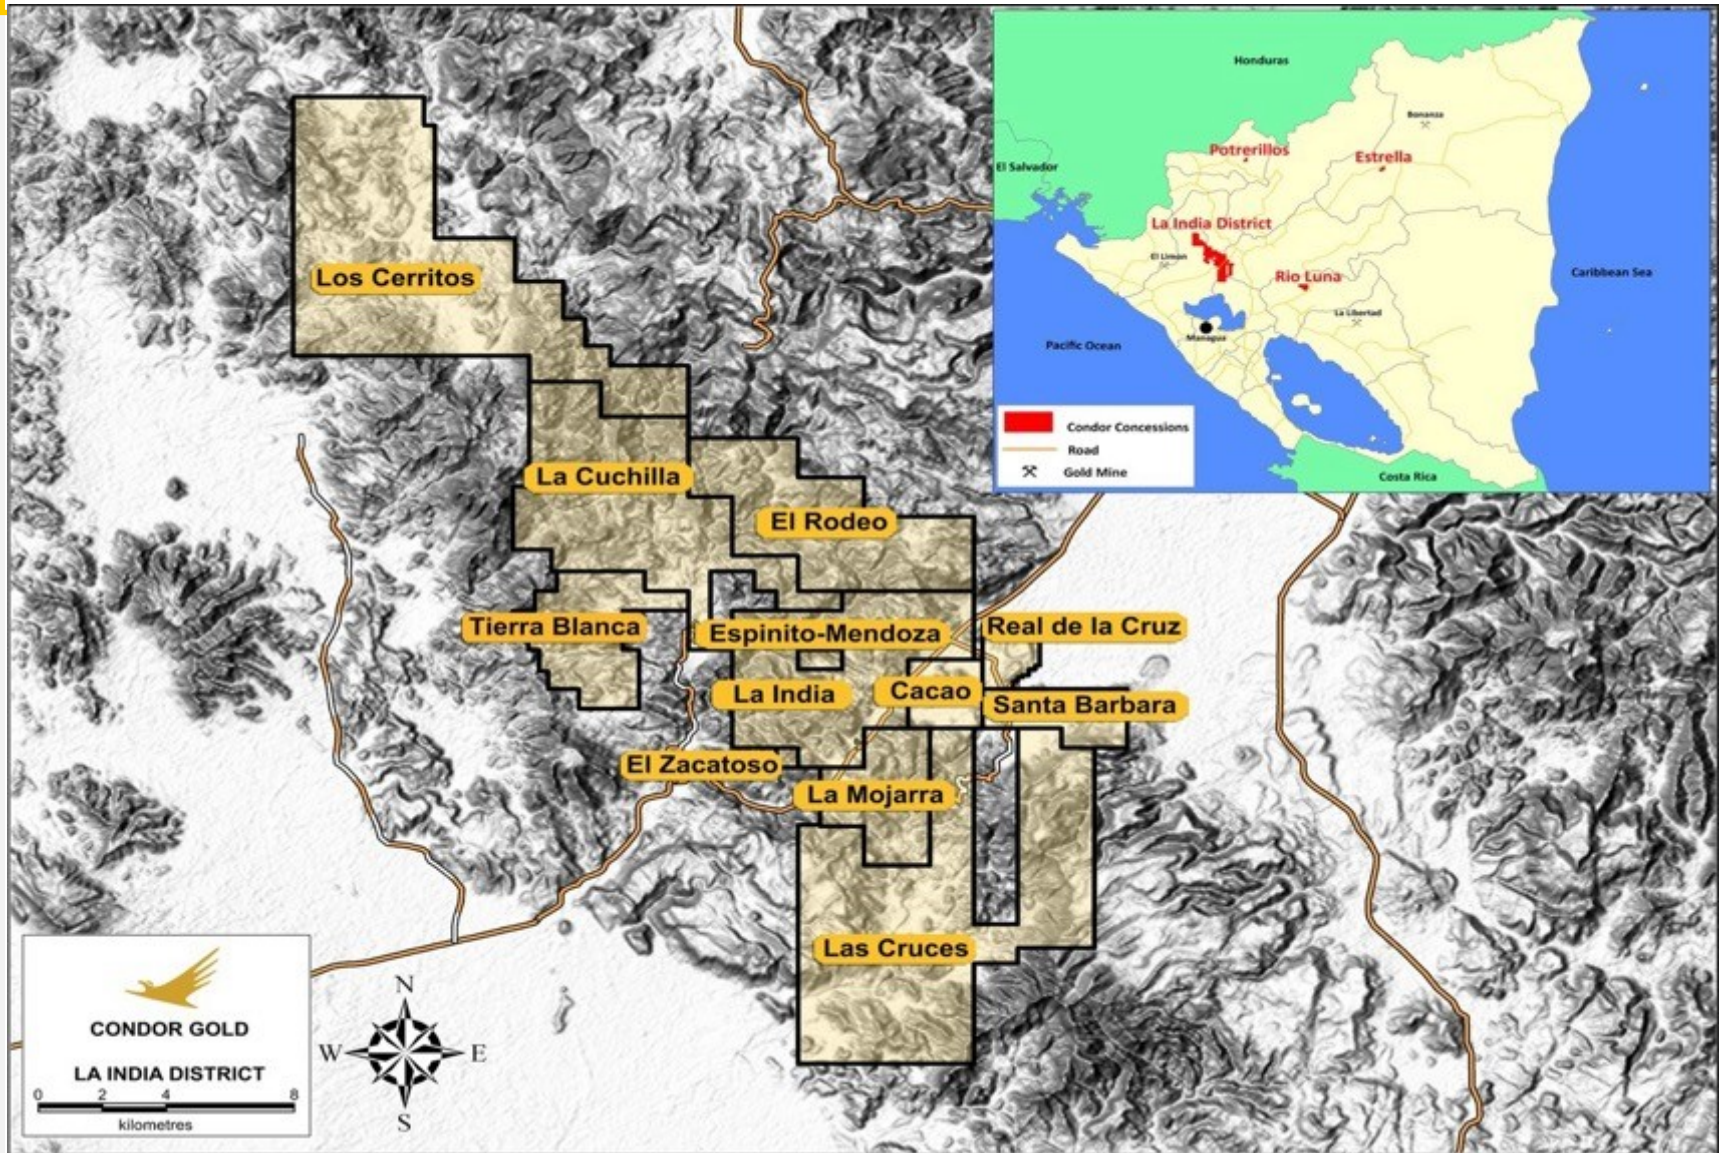 Honduras
Bonanza
Potrerillos
Estrella
El Salvador
La India District
El Limon
Rio Luna
Caribbean Sea
La Libertad
Managua
Pacific Ocean
Condor Concessions
Road
Gold Mine
Costa Rica
Los Cerritos
La Cuchilla
El Rodeo
Tierra Blanca
Espinito-Mendoza
Real de la Cruz
La India
Cacao
Santa Barbara
El Zacatoso
La Mojarra
Las Cruces
CONDOR GOLD
LA INDIA DISTRICT
0 2 4 8
kilometres
N
W E
S